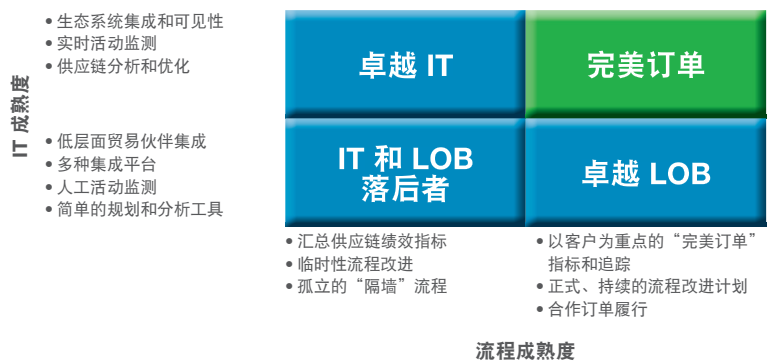 • 生态系统集成和可见性
• 实时活动监测
• 供应链分析和优化
IT 成熟度
• 低层面贸易伙伴集成
• 多种集成平台
• 人工活动监测
• 简单的规划和分析工具
卓越 IT
完美订单
IT 和 LOB
落后者
卓越 LOB
• 汇总供应链绩效指标
• 临时性流程改进
• 孤立的“隔墙”流程
• 以客户为重点的“完美订单”
指标和追踪
• 正式、持续的流程改进计划
• 合作订单履行
流程成熟度